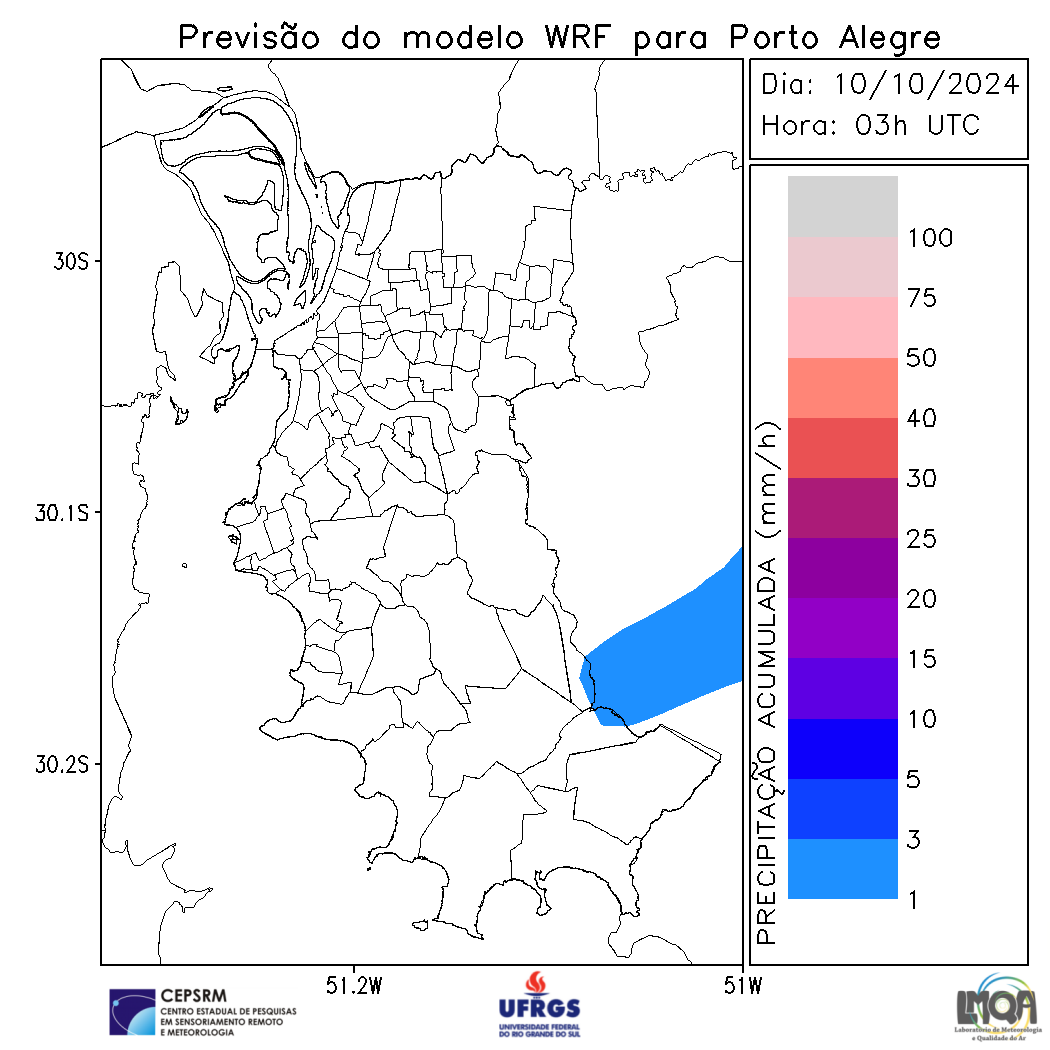 Previsão do modelo WRF para Porto Alegre
Dia: 10/10/2024
Hora: 03h UTC
30S
30.1S
30.2S
51.2W
51W
PRECIPITAÇÃO ACUMULADA (mm/h)
100
75
50
40
30
25
20
15
10
5
3
1
CEPSRM
CENTRO ESTADUAL DE PESQUISAS
EM SENSORIAMENTO REMOTO
E METEOROLOGIA
UFRGS
UNIVERSIDADE FEDERAL
DO RIO GRANDE DO SUL
LMQA
Laboratório de Meteorologia
e Qualidade do Ar